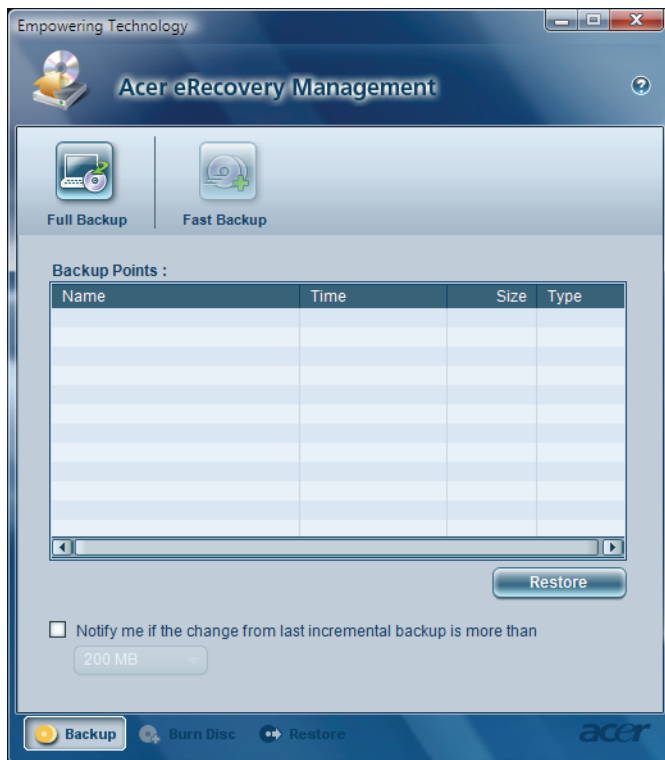 Empowering Technology
Acer eRecovery Management
Full Backup
Fast Backup
Backup Points :
Name Time Size Type
Restore
Notify me if the change from last incremental backup is more than
200 MB
Backup Burn Disc Restore acer